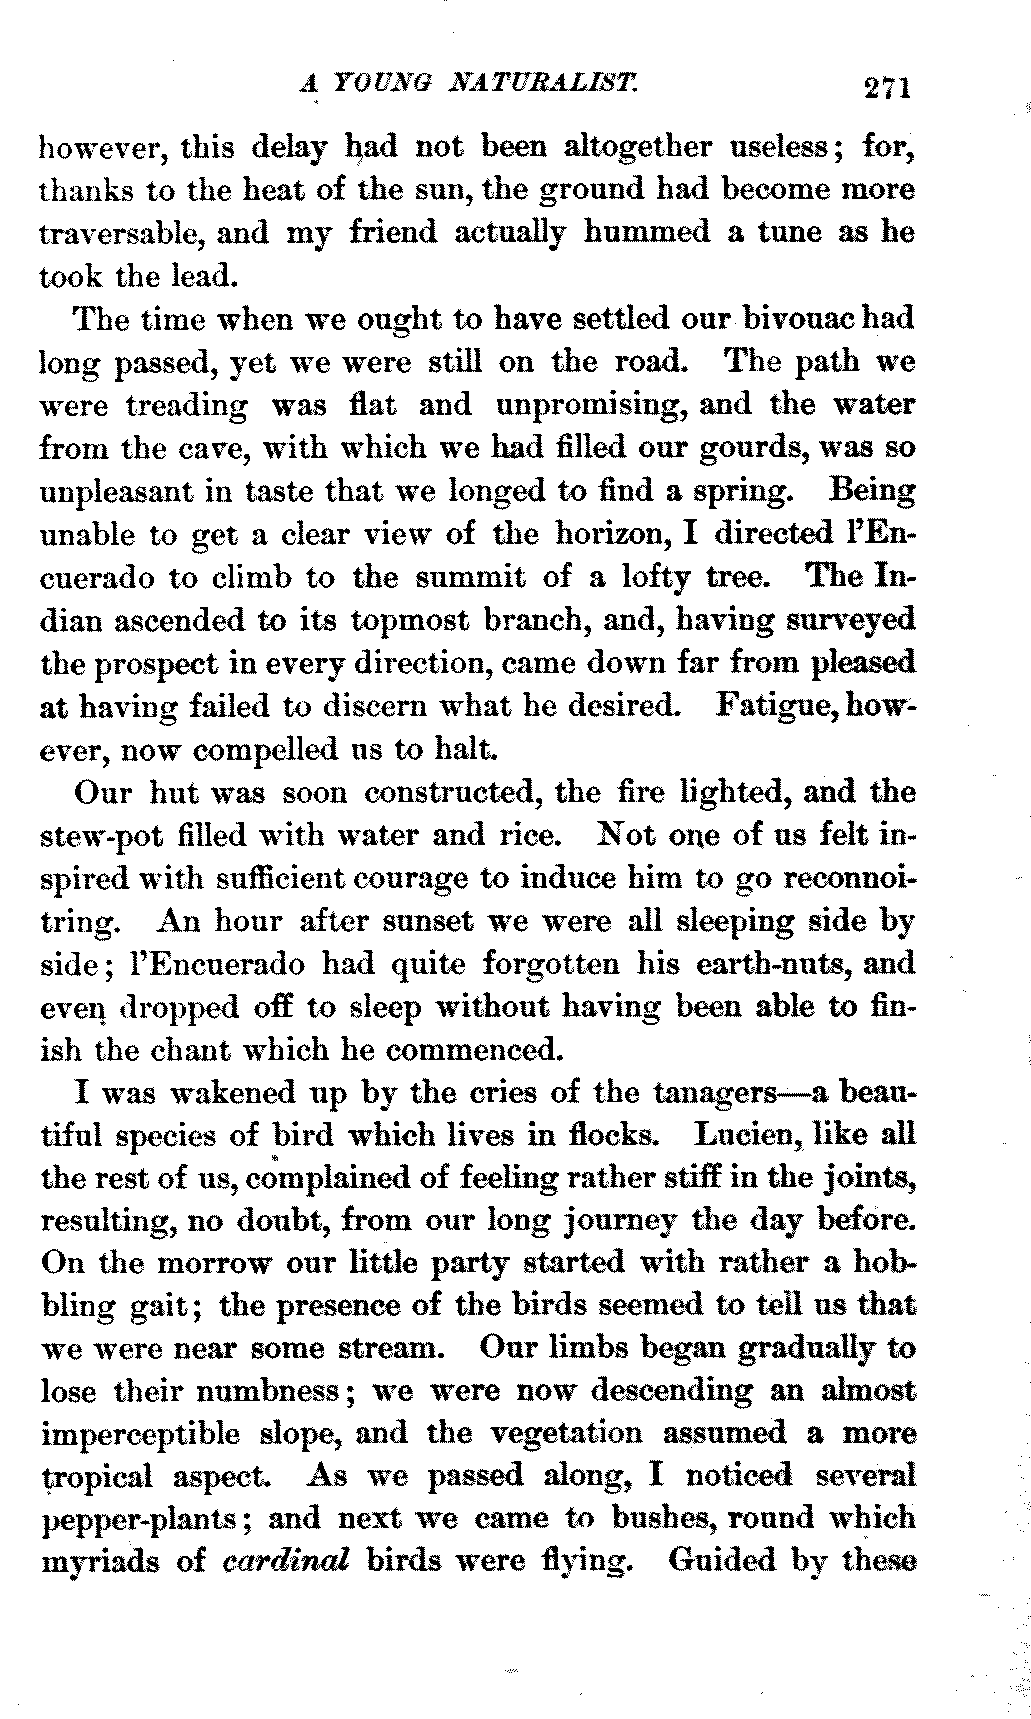 A YOUNG NATURALIST. 271
however, this delay had not been altogether useless; for,
thanks to the heat of the sun, the ground had become more
traversable, and my friend actually hummed a tune as he
took the lead.
The time when we ought to have settled our bivouac had
long passed, yet we were still on the road. The path we
were treading was flat and unpromising, and the water
from the cave, with which we had filled our gourds, was so
unpleasant in taste that we longed to find a spring. Being
unable to get a clear view of the horizon, I directed l'En-
cuerado to climb to the summit of a lofty tree. The In-
dian ascended to its topmost branch, and, having surveyed
the prospect in every direction, came down far from pleased
at having failed to discern what he desired. Fatigue, how-
ever, now compelled us to halt.
Our hut was soon constructed, the fire lighted, and the
stew-pot filled with water and rice. Not one of us felt in-
spired with sufficient courage to induce him to go reconnoi-
tring. An hour after sunset we were all sleeping side by
side; l'Encuerado had quite forgotten his earth-nuts, and
even dropped off to sleep without having been able to fin-
ish the chant which he commenced.
I was wakened up by the cries of the tanagers—a beau-
tiful species of bird which lives in flocks. Lucien, like all
the rest of us, complained of feeling rather stiff in the joints,
resulting, no doubt, from our long journey the day before.
On the morrow our little party started with rather a hob-
bling gait; the presence of the birds seemed to tell us that
we were near some stream. Our limbs began gradually to
lose their numbness; we were now descending an almost
imperceptible slope, and the vegetation assumed a more
tropical aspect. As we passed along, I noticed several
pepper-plants; and next we came to bushes, round which
myriads of cardinal birds were flying. Guided by these